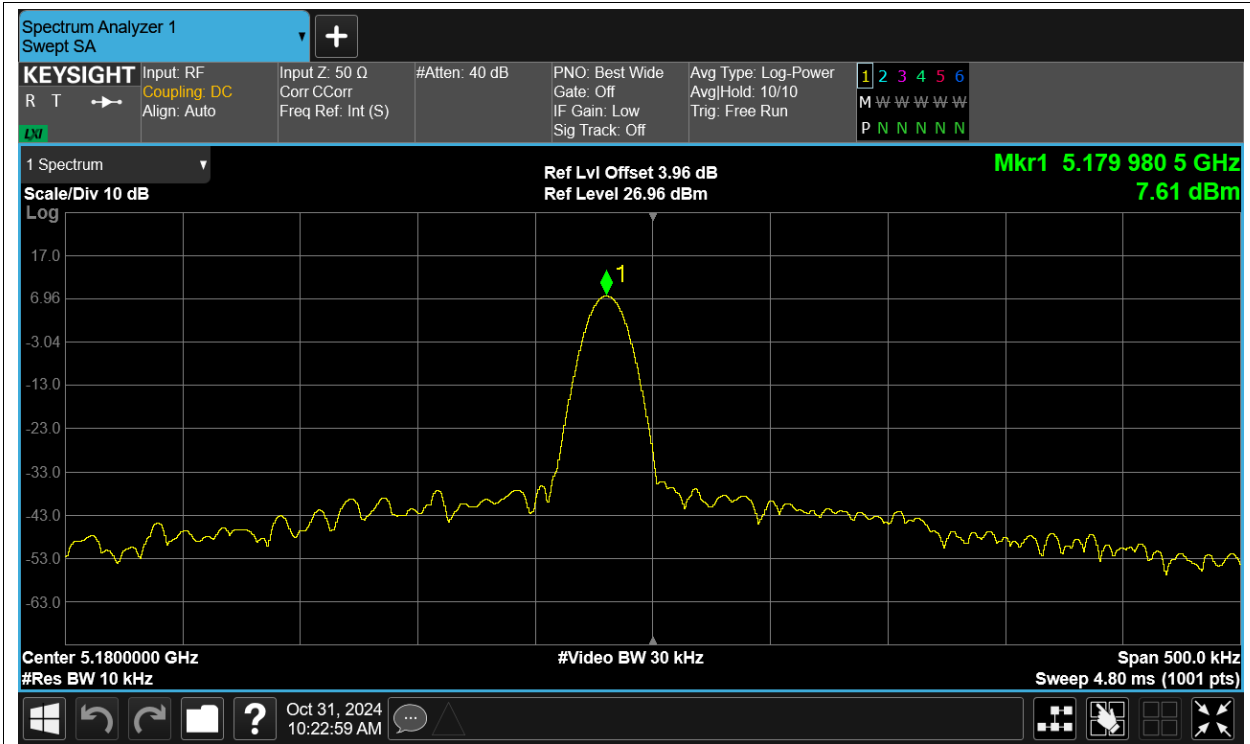 Spectrum Analyzer 1
Swept SA
KEYSIGHT
R T
LXI
Input: RF
Coupling: DC
Align: Auto
Input Z: 50 Ω
Corr CCorr
Freq Ref: Int (S)
#Atten: 40 dB
PNO: Best Wide
Gate: Off
IF Gain: Low
Sig Track: Off
Avg Type: Log-Power
Avg|Hold: 10/10
Trig: Free Run
1 2 3 4 5 6
M W W W W W
P N N N N N
1 Spectrum
Scale/Div 10 dB
Log
Ref Lvl Offset 3.96 dB
Ref Level 26.96 dBm
Mkr1 5.179 980 5 GHz
7.61 dBm
1
17.0
6.96
-3.04
-13.0
-23.0
-33.0
-43.0
-53.0
-63.0
Center 5.1800000 GHz
#Res BW 10 kHz
#Video BW 30 kHz
Span 500.0 kHz
Sweep 4.80 ms (1001 pts)
?
Oct 31, 2024
10:22:59 AM